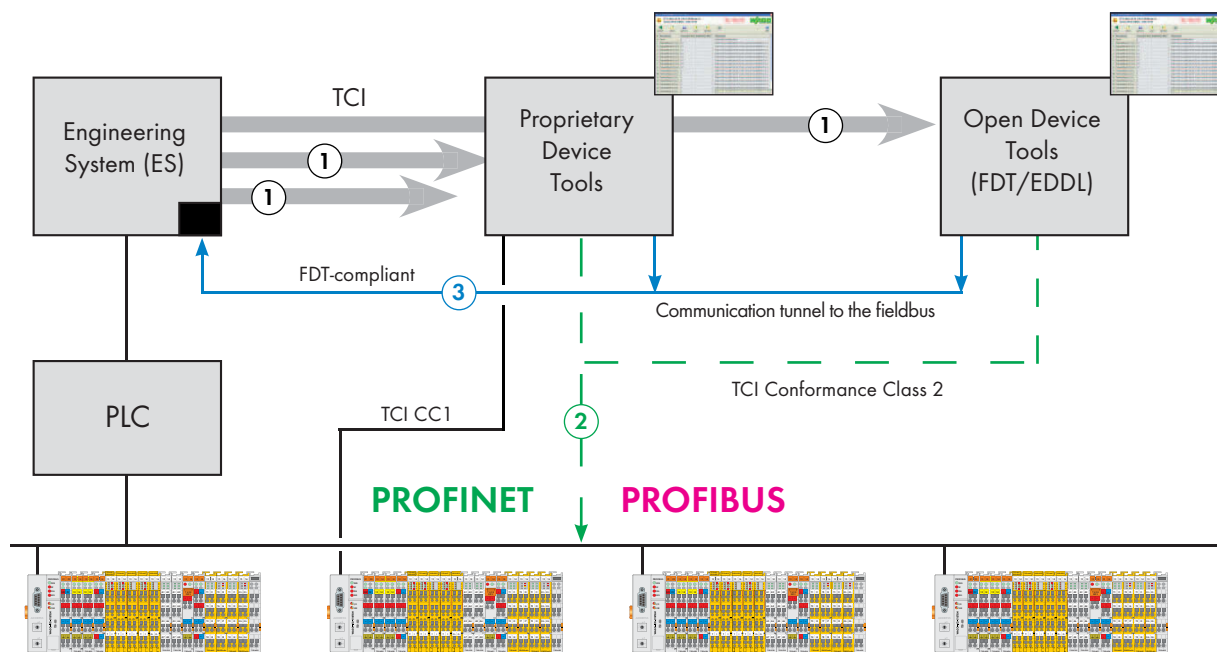 TCI
Engineering
System (ES)
Proprietary
Device
Tools
Open Device
Tools
(FDT/EDDL)
1
1
1
FDT-compliant
3
Communication tunnel to the fieldbus
TCI Conformance Class 2
PLC
TCI CC1
2
PROFINET
PROFIBUS